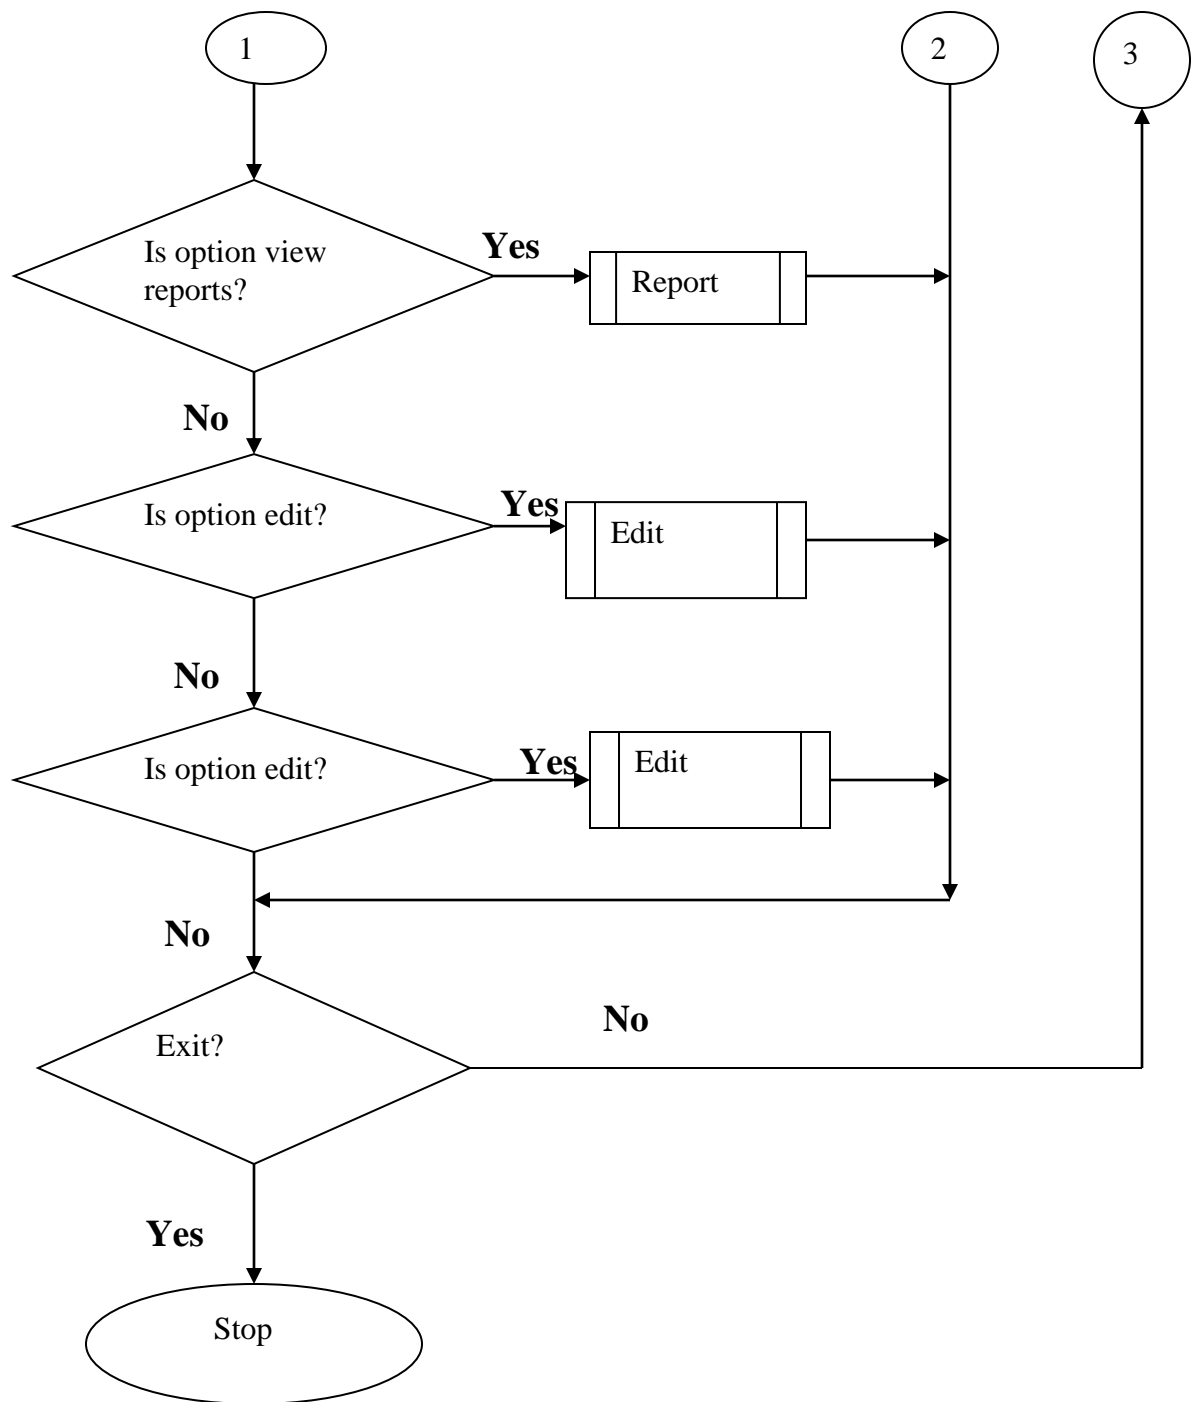 1
2
3
Is option view
reports?
Yes
Report
No
Is option edit?
Yes
Edit
No
Is option edit?
Yes
Edit
No
Exit?
No
Yes
Stop